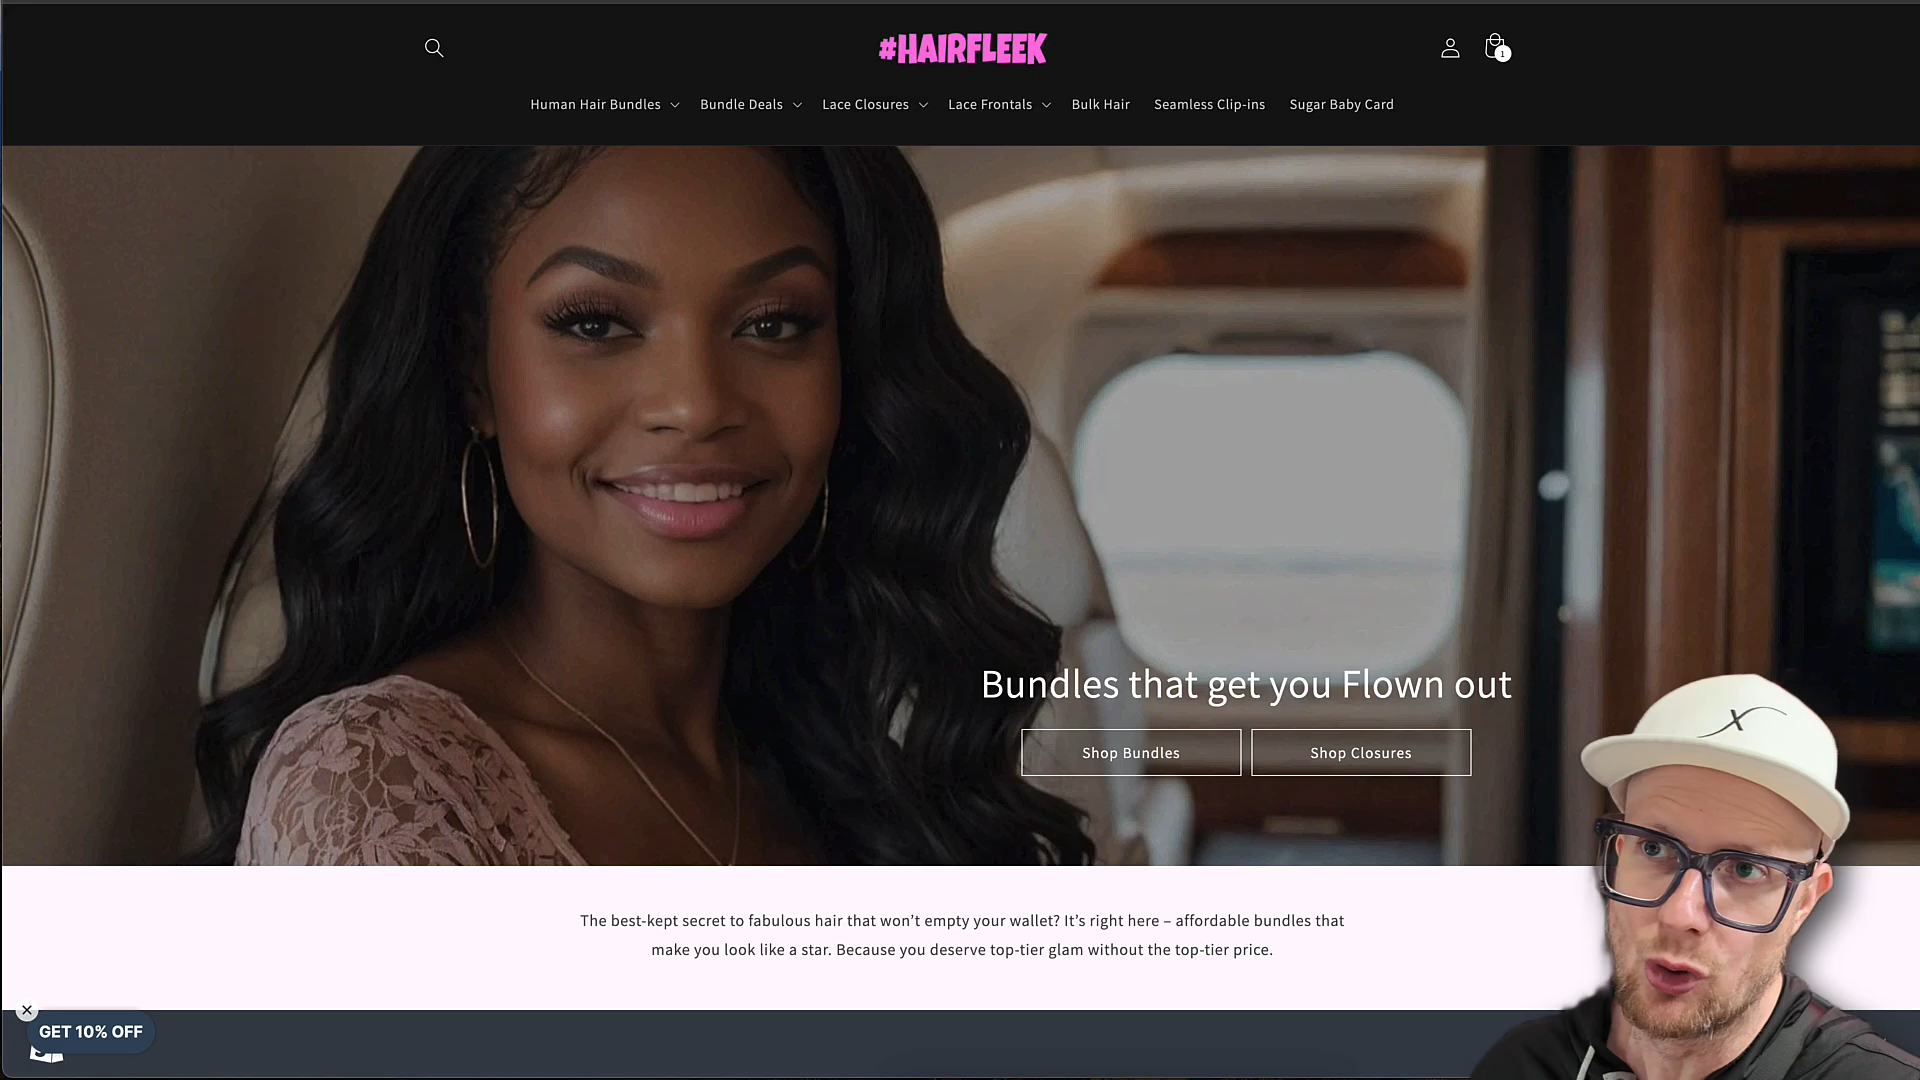 #HAIRFLEEK
1
Human Hair Bundles Bundle Deals Lace Closures Lace Frontals Bulk Hair Seamless Clip-ins Sugar Baby Card
Bundles that get you Flown out
Shop Bundles Shop Closures
X
The best-kept secret to fabulous hair that won’t empty your wallet? It’s right here – affordable bundles that
make you look like a star. Because you deserve top-tier glam without the top-tier price.
GET 10% OFF